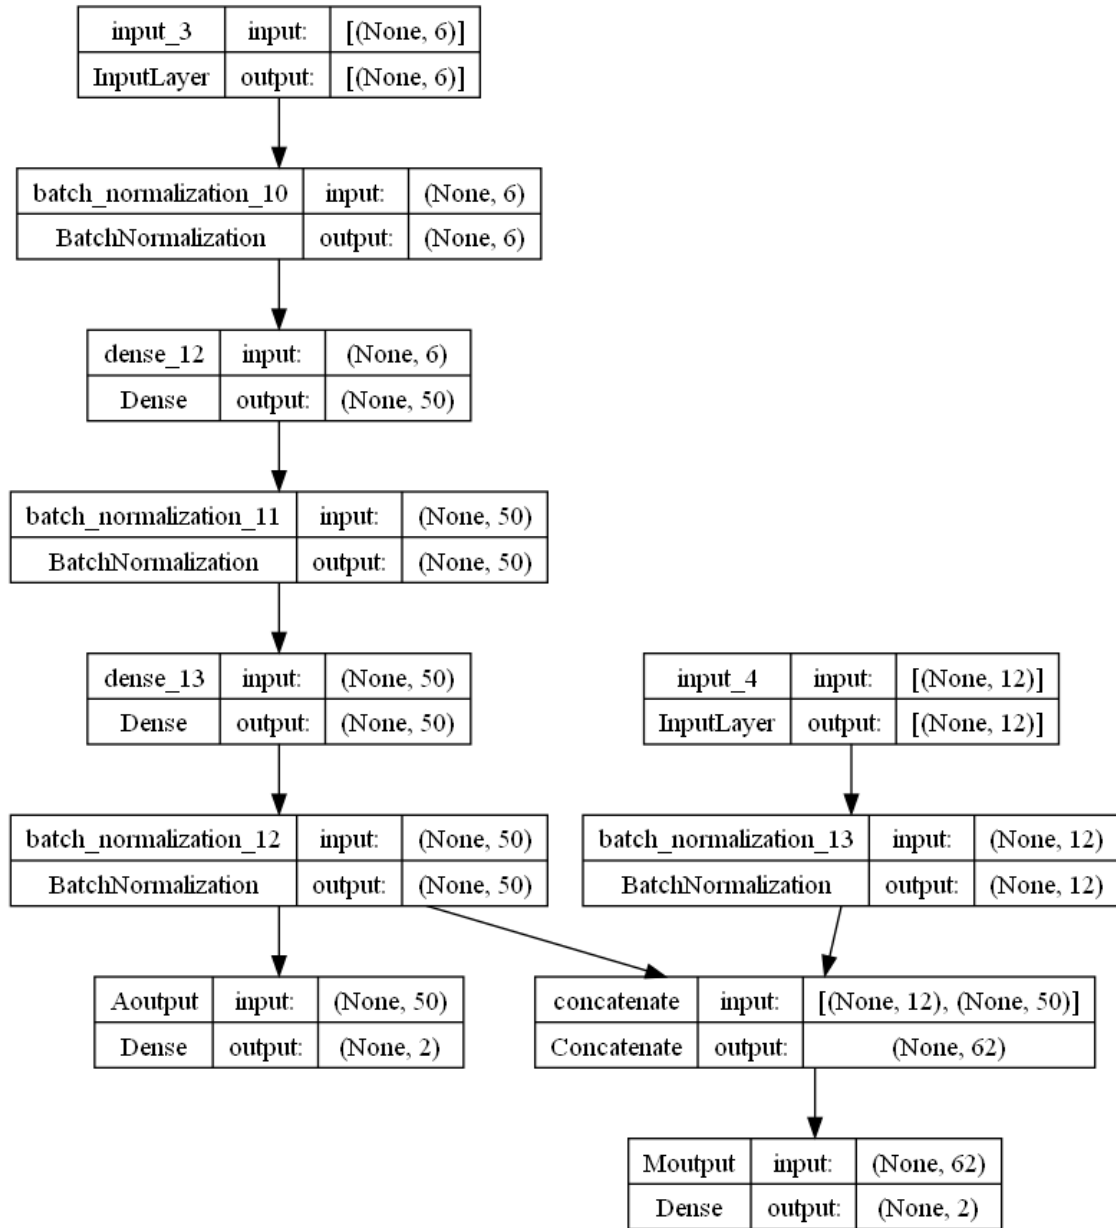 input_3 input: [(None, 6)]
InputLayer output: [(None, 6)]
batch_normalization_10 input: (None, 6)
BatchNormalization output: (None, 6)
dense_12 input: (None, 6)
Dense output: (None, 50)
batch_normalization_11 input: (None, 50)
BatchNormalization output: (None, 50)
dense_13 input: (None, 50)
Dense output: (None, 50)
input_4 input: [(None, 12)]
InputLayer output: [(None, 12)]
batch_normalization_12 input: (None, 50)
BatchNormalization output: (None, 50)
batch_normalization_13 input: (None, 12)
BatchNormalization output: (None, 12)
Aoutput input: (None, 50)
Dense output: (None, 2)
concatenate input: [(None, 12), (None, 50)]
Concatenate output: (None, 62)
Moutput input: (None, 62)
Dense output: (None, 2)